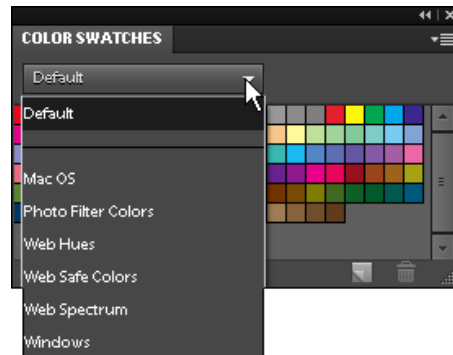 COLOR SWATCHES
Default
Default
Mac OS
Photo Filter Colors
Web Hues
Web Safe Colors
Web Spectrum
Windows